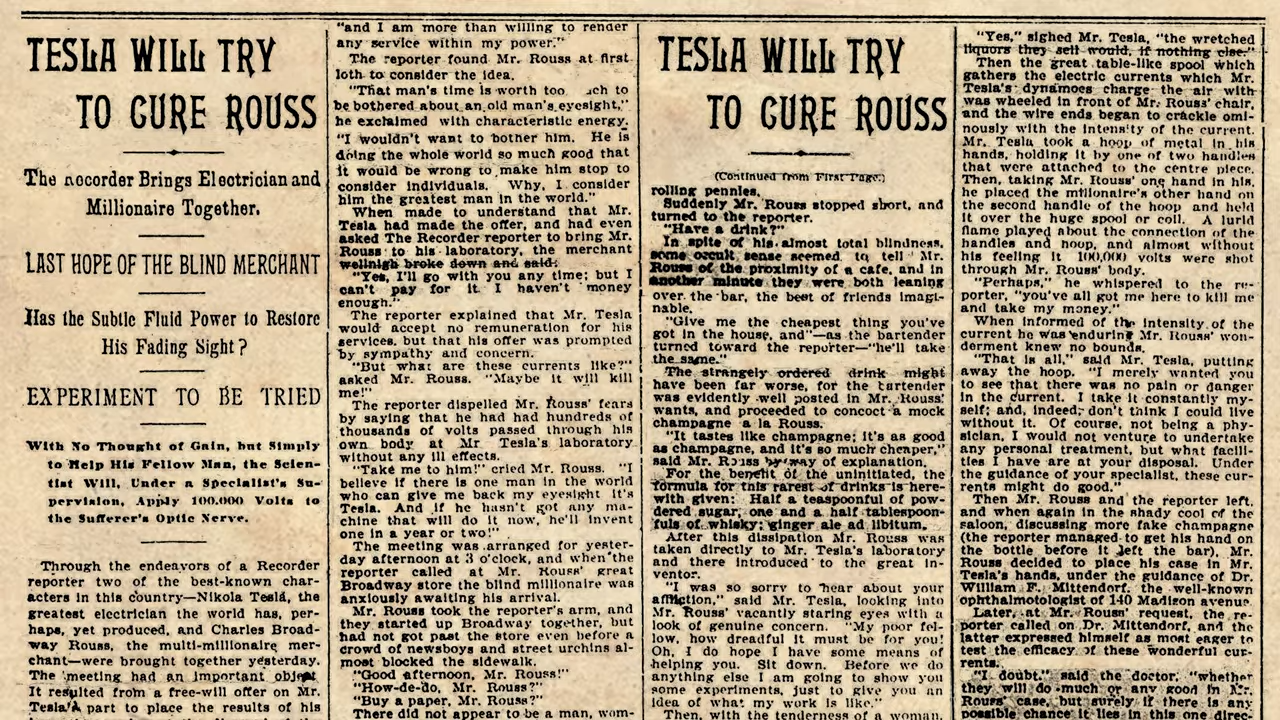 TESLA WILL TRY
TO CURE ROUSS
The Recorder Brings Electrician and
Millionaire Together.
LAST HOPE OF THE BLIND MERCHANT
Has the Subtle Fluid Power to Restore
His Fading Sight?
EXPERIMENT TO BE TRIED
With No Thought of Gain, but Simply
to Help His Fellow Man, the Scien-
tist Will, Under a Specialist's Su-
pervision, Apply 100,000 Volts to
the Sufferer's Optic Nerve.
Through the endeavors of a Recorder
reporter two of the best-known char-
acters in this country—Nikola Tesla, the
greatest electrician the world has, per-
haps, yet produced, and Charles Broad-
way Rouss, the multi-millionaire mer-
chant—were brought together yesterday.
The meeting had an important object.
It resulted from a free-will offer on Mr.
Tesla's part to place the results of his
"and I am more than willing to render
any service within my power."
The reporter found Mr. Rouss at first
loth to consider the idea.
"That man's time is worth too to
be bothered about an old man's eyesight,"
he exclaimed with characteristic energy.
"I wouldn't want to bother him. He is
doing the whole world so much good that
it would be wrong to make him stop to
consider individuals. Why, I consider
him the greatest man in the world."
When made to understand that Mr.
Tesla had made the offer, and had even
asked The Recorder reporter to bring Mr.
Rouss to his laboratory, the merchant
wellnigh broke down and said:
"Yes, I'll go with you any time; but I
can't pay for it. I haven't money
enough."
The reporter explained that Mr. Tesla
would accept no remuneration for his
services, but that his offer was prompted
by sympathy and concern.
"But what are these currents like?"
asked Mr. Rouss. "Maybe it will kill
me!"
The reporter dispelled Mr. Rouss' fears
by saying that he had had hundreds of
thousands of volts passed through his
own body at Mr Tesla's laboratory
without any ill effects.
"Take me to him!" cried Mr. Rouss. "I
believe if there is one man in the world
who can give me back my eyesight it's
Tesla. And if he hasn't got any ma-
chine that will do it now, he'll invent
one in a year or two!"
The meeting was arranged for yester-
day afternoon at 3 o'clock, and when the
reporter called at Mr. Rouss' great
Broadway store the blind millionaire was
anxiously awaiting his arrival.
Mr. Rouss took the reporter's arm, and
they started up Broadway together, but
had not got past the store even before a
crowd of newsboys and street urchins al-
most blocked the sidewalk.
"Good afternoon, Mr. Rouss!"
"How-de-do, Mr. Rouss?"
"Buy a paper, Mr. Rouss?"
There did not appear to be a man, wom-
TESLA WILL TRY
TO CURE ROUSS
(Continued from First Page.)
rolling pennies.
Suddenly Mr. Rouss stopped short, and
turned to the reporter.
"Have a drink?"
In spite of his almost total blindness,
some occult sense seemed to tell Mr.
Rouss of the proximity of a cafe, and in
another minute they were both leaning
over the bar, the best of friends imagi-
nable.
"Give me the cheapest thing you've
got in the house, and"—as the bartender
turned toward the reporter—"he'll take
the same."
The strangely ordered drink might
have been far worse, for the bartender
was evidently well posted in Mr. Rouss'
wants, and proceeded to concoct a mock
champagne a la Rouss.
"It tastes like champagne; it's as good
as champagne, and it's so much cheaper,"
said Mr. Rouss by way of explanation.
For the benefit of the uninitiated, the
formula for this rarest of drinks is here-
with given: Half a teaspoonful of pow-
dered sugar, one and a half tablespoon-
fuls of whisky; ginger ale ad libitum.
After this dissipation Mr. Rouss was
taken directly to Mr. Tesla's laboratory
and there introduced to the great in-
ventor.
"I was so sorry to hear about your
affliction," said Mr. Tesla, looking into
Mr. Rouss' vacantly staring eyes with a
look of genuine concern. "My poor fel-
low, how dreadful it must be for you!
Oh, I do hope I have some means of
helping you. Sit down. Before we do
anything else I am going to show you
some experiments, just to give you an
idea of what my work is like."
Then, with the tenderness of a woman,
"Yes," sighed Mr. Tesla, "the wretched
liquors they sell would, if nothing else."
Then the great table-like spool which
gathers the electric currents which Mr.
Tesla's dynamoes charge the air with
was wheeled in front of Mr. Rouss' chair,
and the wire ends began to crackle omi-
nously with the intensity of the current.
Mr. Tesla took a hoop of metal in his
hands, holding it by one of two handles
that were attached to the centre piece.
Then, taking Mr. Rouss' one hand in his,
he placed the millionaire's other hand on
the second handle of the hoop and held
it over the huge spool or coil. A lurid
flame played about the connection of the
handles and hoop, and almost without
his feeling it 100,000 volts were shot
through Mr. Rouss' body.
"Perhaps," he whispered to the re-
porter, "you've all got me here to kill me
and take my money."
When informed of the intensity of the
current he was enduring Mr. Rouss' won-
derment knew no bounds.
"That is all," said Mr. Tesla, putting
away the hoop. "I merely wanted you
to see that there was no pain or danger
in the current. I take it constantly my-
self; and, indeed, don't think I could live
without it. Of course, not being a phy-
sician, I would not venture to undertake
any personal treatment, but what facili-
ties I have are at your disposal. Under
the guidance of your specialist, these cur-
rents might do good."
Then Mr. Rouss and the reporter left,
and when again in the shady cool of the
saloon, discussing more fake champagne
(the reporter managed to get his hand on
the bottle before it left the bar), Mr.
Rouss decided to place his case in Mr.
Tesla's hands, under the guidance of Dr.
William F. Mittendorf, the well-known
ophthalmotologist of 140 Madison avenue.
Later, at Mr. Rouss' request, the re-
porter called on Dr. Mittendorf, and the
latter expressed himself as most eager to
test the efficacy of these wonderful cur-
rents.
"I doubt," said the doctor, "whether
they will do much or any good in Mr.
Rouss' case, but surely if there is any
possible chance it lies in this direc-